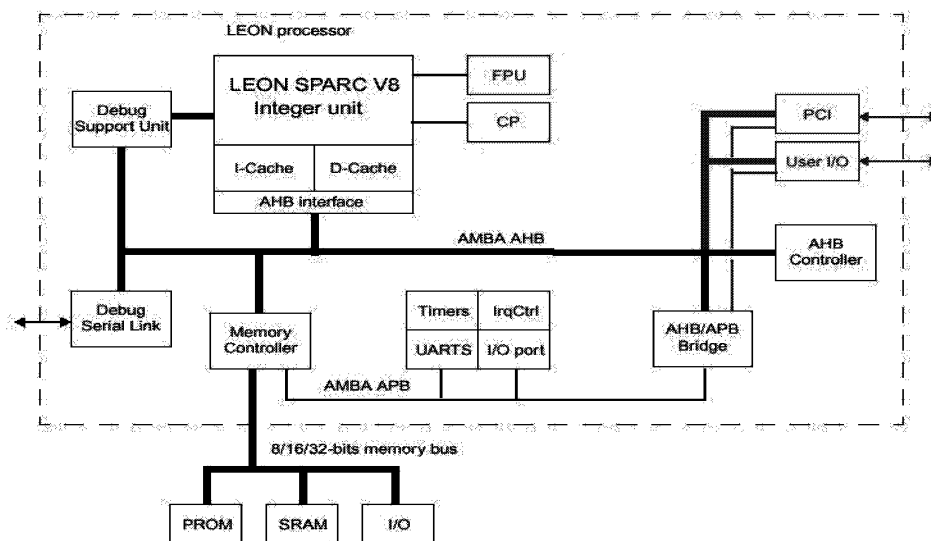 LEON processor
LEON SPARC V8
Integer unit
FPU
CP
Debug
Support Unit
PCI
User I/O
I-Cache
D-Cache
AHB interface
AMBA AHB
AHB
Controller
Debug
Serial Link
Memory
Controller
Timers
IrqCtrl
UARTS
I/O port
AHB/APB
Bridge
AMBA APB
8/16/32-bits memory bus
PROM
SRAM
I/O